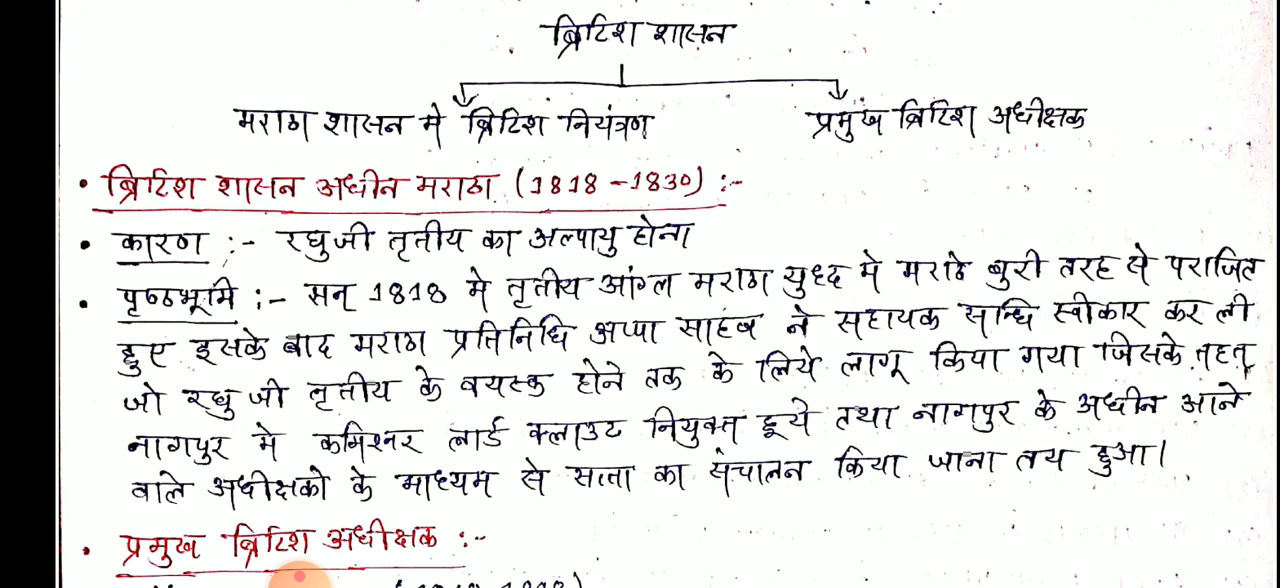 ब्रिटिश शासन
मराठा शासन मे ब्रिटिश नियंत्रण प्रमुख ब्रिटिश अधीक्षक
• ब्रिटिश शासन अधीन मराठा (1818-1830) :-
• कारण :- रघुजी तृतीय का अल्पायु होना
• पृष्ठभूमि :- सन् 1818 मे तृतीय आंग्ल मराठा युध्द मे मराठे बुरी तरह से पराजित
हुए इसके बाद मराठा प्रतिनिधि अप्पा साहब ने सहायक सन्धि स्वीकार कर ली
जो रघुजी तृतीय के वयस्क होने तक के लिये लागू किया गया जिसके तहत्
नागपुर मे कमिश्नर लार्ड क्लाउट नियुक्त हूये तथा नागपुर के अधीन आने
वाले अधीक्षको के माध्यम से सत्ता का संचालन किया जाना तय हुआ।
• प्रमुख ब्रिटिश अधीक्षक :-